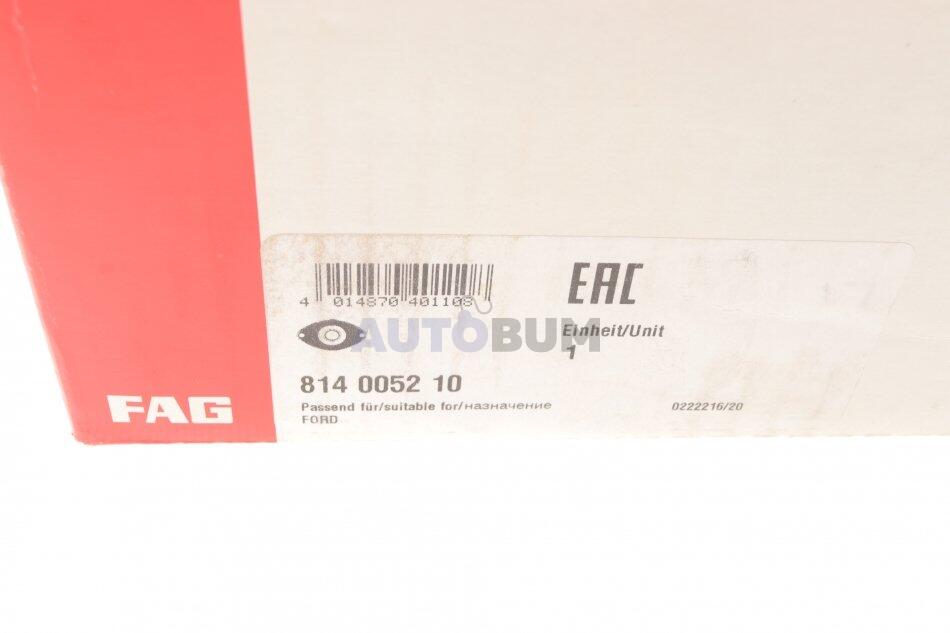 EAC
4 014870 401108
AUTOBUM
Einheit/Unit
1
814 0052 10
Passend für/suitable for/назначение
0222216/20
FORD
FAG